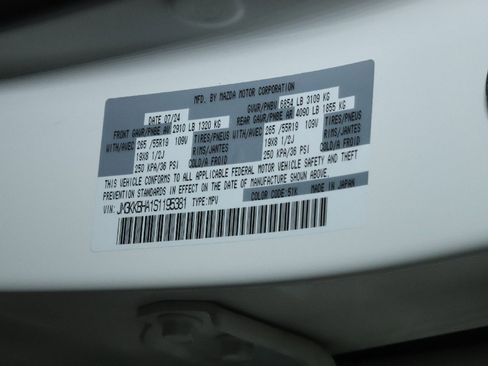 MFD. BY MAZDA MOTOR CORPORATION
DATE 07/24 GVWR/PNBV 6854 LB 3109 KG
FRONT GAWR/PNBE AV 2910 LB 1320 KG REAR GAWR/PNBE AR 4090 LB 1855 KG
WITH/AVEC 265 /55R19 109V TIRES/PNEUS WITH/AVEC 265 /55R19 109V TIRES/PNEUS
19X8 1/2J RIMS/JANTES 19X8 1/2J RIMS/JANTES
250 KPA/36 PSI COLD/A FROID 250 KPA/36 PSI COLD/A FROID
THIS VEHICLE CONFORMS TO ALL APPLICABLE FEDERAL MOTOR VEHICLE SAFETY AND THEFT
PREVENTION STANDARDS IN EFFECT ON THE DATE OF MANUFACTURE SHOWN ABOVE.
COLOR CODE:51K MADE IN JAPAN
VIN: TYPE:MPV